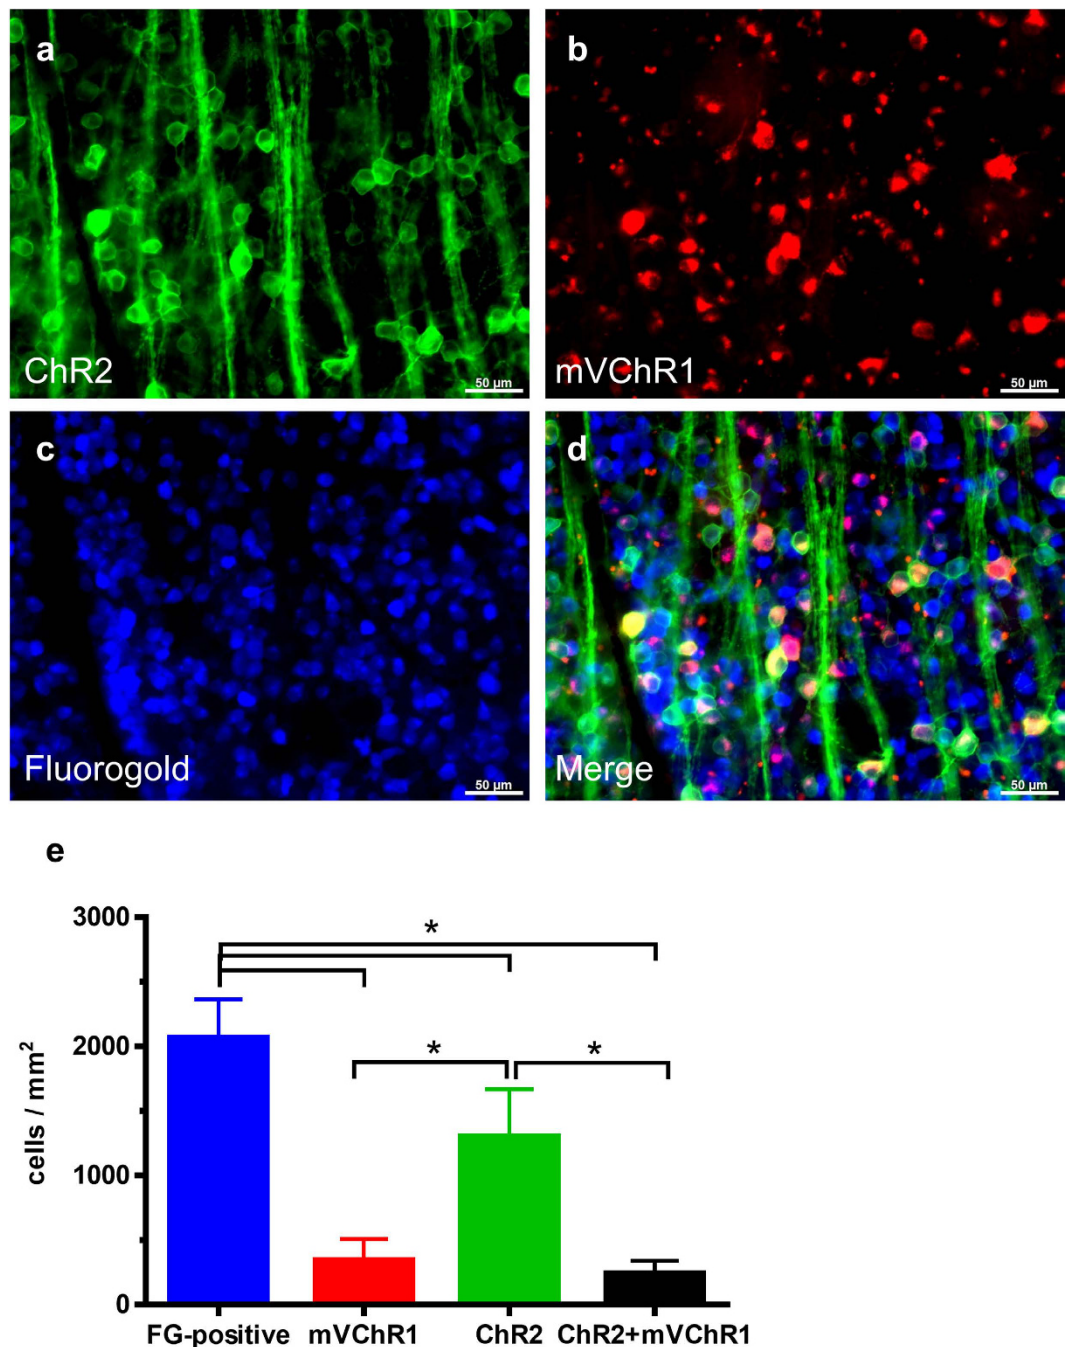 a
ChR2
50 µm
b
mVChR1
50 µm
c
Fluorogold
50 µm
d
Merge
50 µm
e
cells / mm²
3000
2000
1000
0
*
*
*
FG-positive
mVChR1
ChR2
ChR2+mVChR1